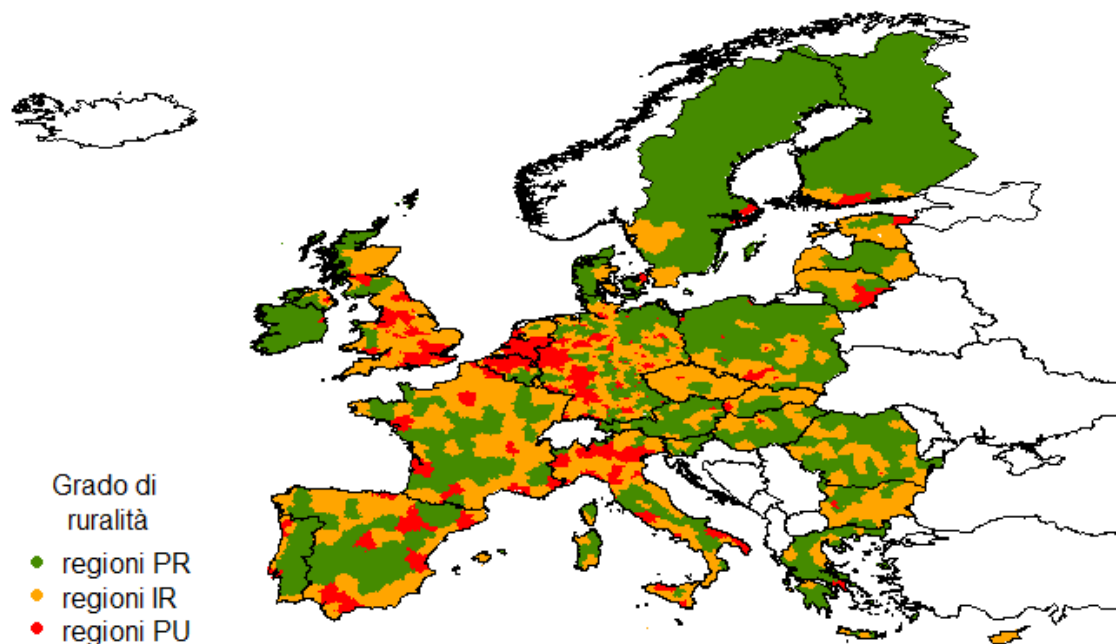 Grado di
ruralità
regioni PR
regioni IR
regioni PU